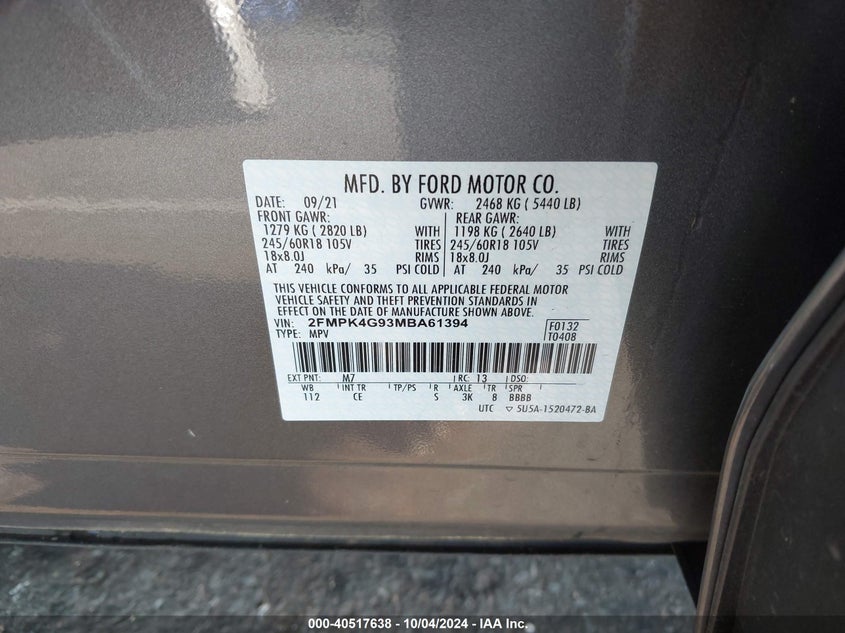 MFD. BY FORD MOTOR CO.
DATE: 09/21 GVWR: 2468 KG ( 5440 LB)
FRONT GAWR: REAR GAWR:
1279 KG ( 2820 LB) WITH 1198 KG ( 2640 LB) WITH
245/60R18 105V TIRES 245/60R18 105V TIRES
18x8.0J RIMS 18x8.0J RIMS
AT 240 kPa/ 35 PSI COLD AT 240 kPa/ 35 PSI COLD
THIS VEHICLE CONFORMS TO ALL APPLICABLE FEDERAL MOTOR
VEHICLE SAFETY AND THEFT PREVENTION STANDARDS IN
EFFECT ON THE DATE OF MANUFACTURE SHOWN ABOVE.
VIN: 2FMPK4G93MBA61394 F0132
TYPE: MPV T0408
EXT PNT: M7 RC: 13 DSO:
WB INT TR TP/PS R AXLE TR SPR
112 CE S 3K 8 BBBB
UTC ▽ 5U5A-1520472-BA
000-40517638 - 10/04/2024 - IAA Inc.